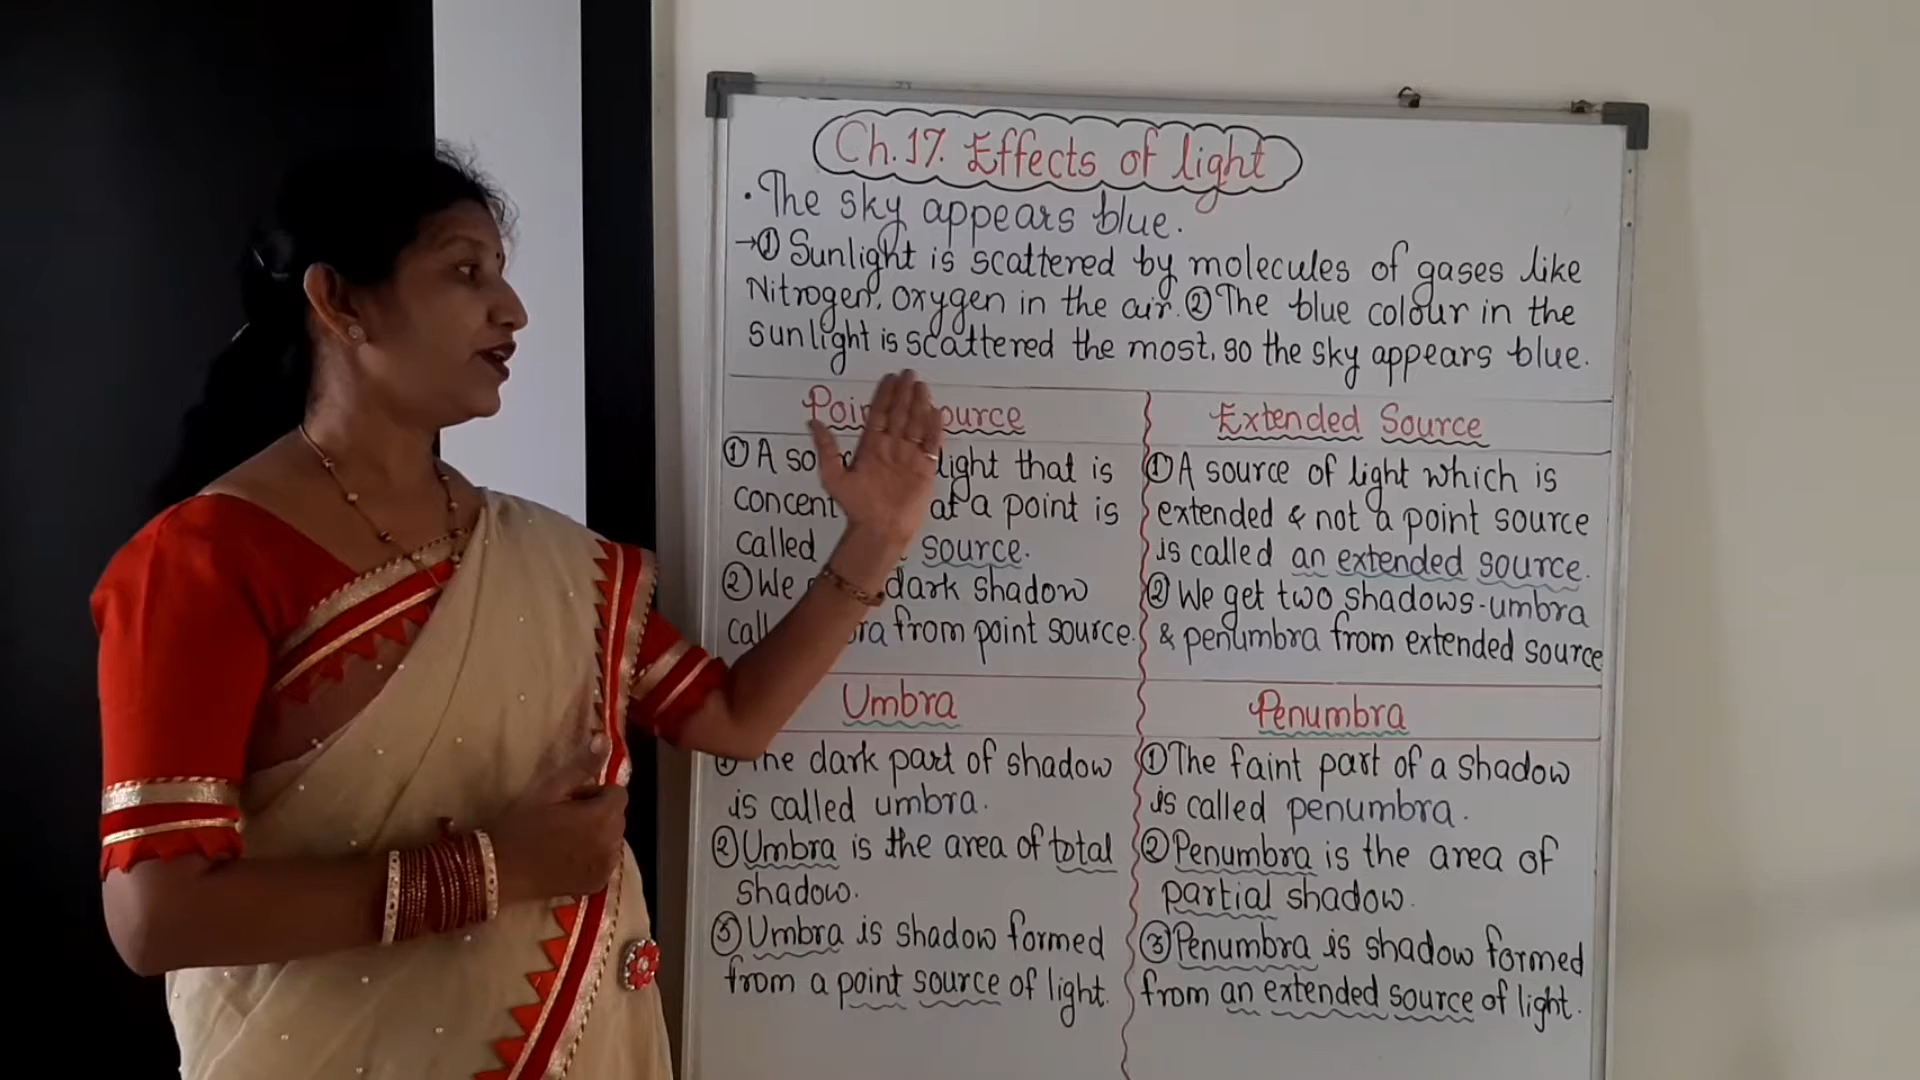 Ch.17. Effects of light
• The sky appears blue.
→① Sunlight is scattered by molecules of gases like
Nitrogen, oxygen in the air. ② The blue colour in the
sunlight is scattered the most, so the sky appears blue.
Point Source
① A light that is
at a point is
called source.
② We dark shadow
from point source.
Extended Source
① A source of light which is
extended & not a point source
is called an extended source.
② We get two shadows - umbra
& penumbra from extended source
Umbra
① The dark part of shadow
is called umbra.
② Umbra is the area of total
shadow.
③ Umbra is shadow formed
from a point source of light.
Penumbra
① The faint part of a shadow
is called penumbra.
② Penumbra is the area of
partial shadow.
③ Penumbra is shadow formed
from an extended source of light.